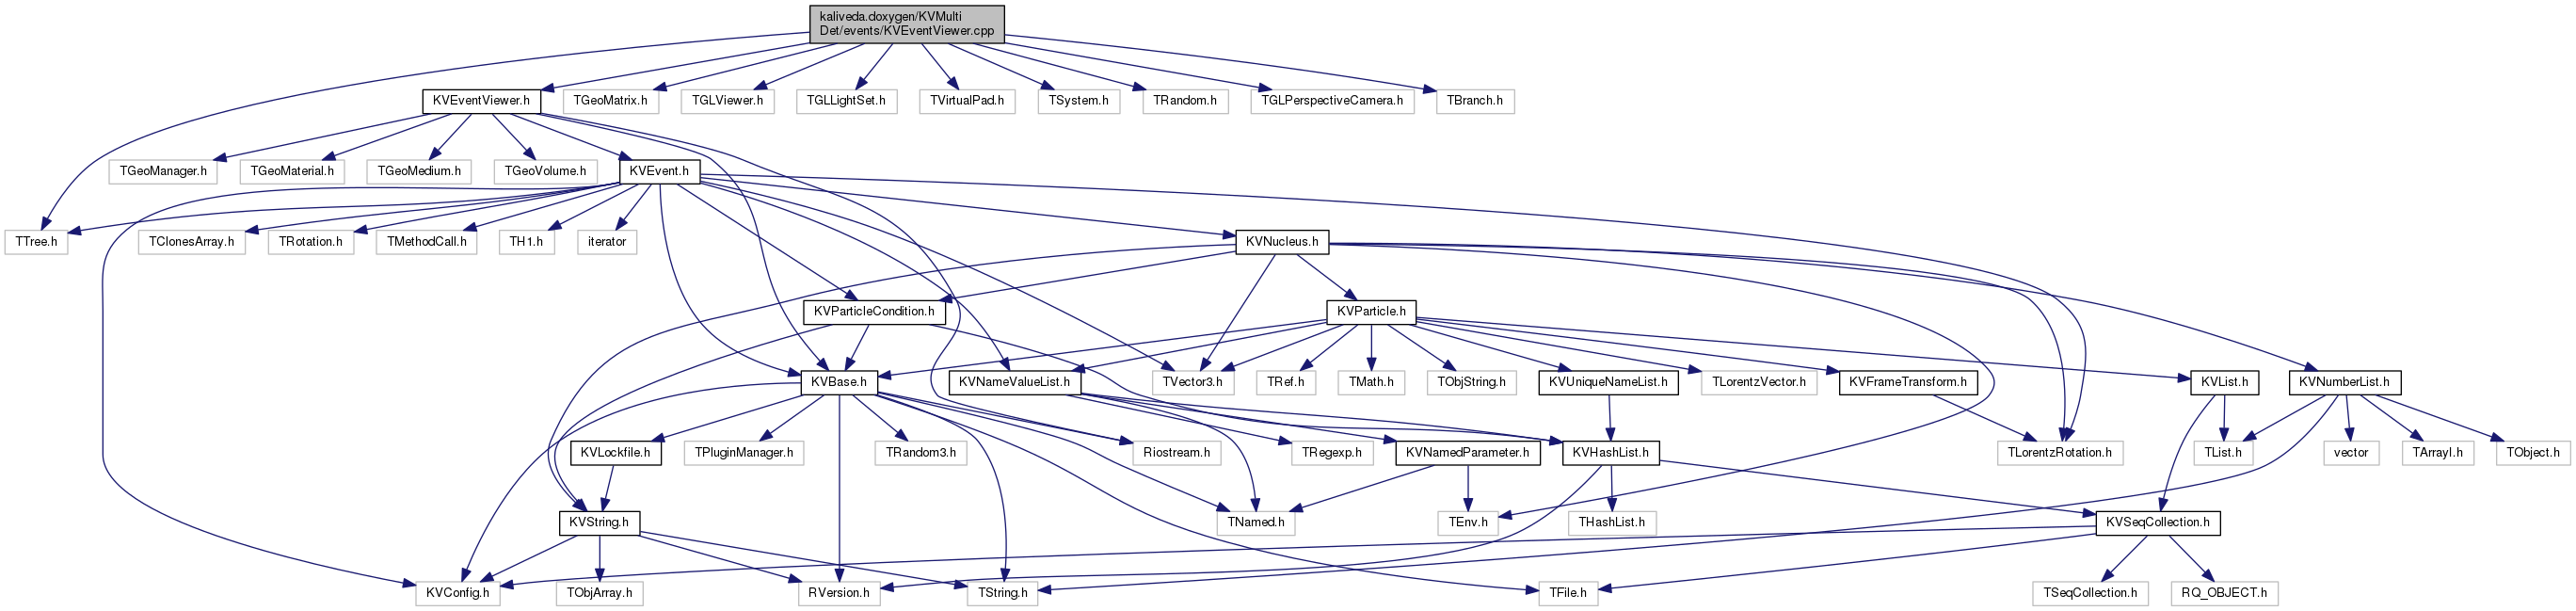 kaliveda.doxygen/KVMulti
Det/events/KVEventViewer.cpp
KVEventViewer.h
TGeoMatrix.h
TGLViewer.h
TGLLightSet.h
TVirtualPad.h
TSystem.h
TRandom.h
TGLPerspectiveCamera.h
TBranch.h
TGeoManager.h
TGeoMaterial.h
TGeoMedium.h
TGeoVolume.h
KVEvent.h
TTree.h
TClonesArray.h
TRotation.h
TMethodCall.h
TH1.h
iterator
KVNucleus.h
KVParticleCondition.h
KVParticle.h
KVBase.h
KVNameValueList.h
TVector3.h
TRef.h
TMath.h
TObjString.h
KVUniqueNameList.h
TLorentzVector.h
KVFrameTransform.h
KVList.h
KVNumberList.h
KVLockfile.h
TPluginManager.h
TRandom3.h
Riostream.h
TRegexp.h
KVNamedParameter.h
KVHashList.h
TLorentzRotation.h
TList.h
vector
TArrayI.h
TObject.h
KVString.h
TNamed.h
TEnv.h
THashList.h
KVSeqCollection.h
KVConfig.h
TObjArray.h
RVersion.h
TString.h
TFile.h
TSeqCollection.h
RQ_OBJECT.h